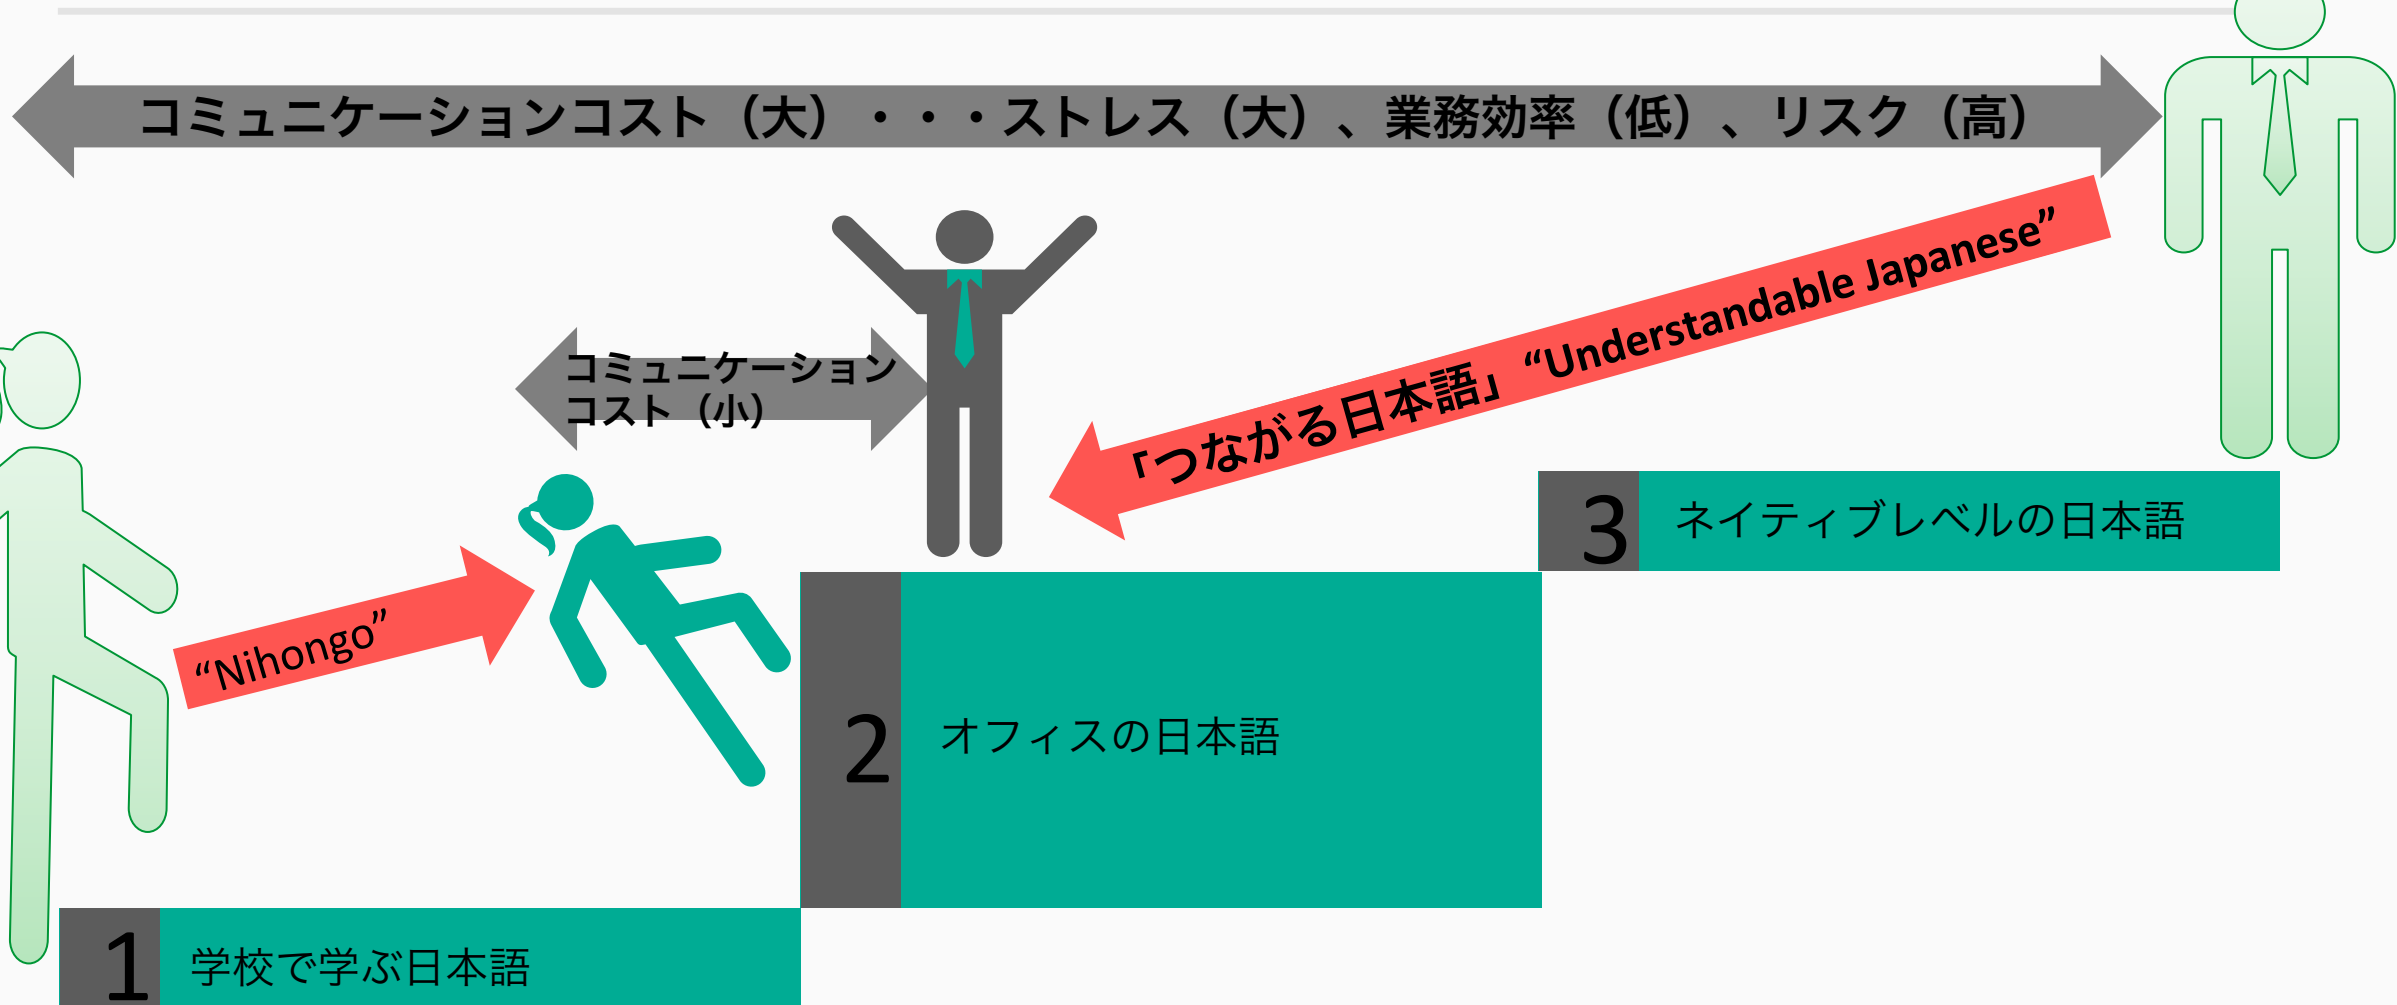 コミュニケーションコスト（大）・・・ストレス（大）、業務効率（低）、リスク（高）
コミュニケーション
コスト（小）
「つながる日本語」“Understandable Japanese”
“Nihongo”
3 ネイティブレベルの日本語
2 オフィスの日本語
1 学校で学ぶ日本語